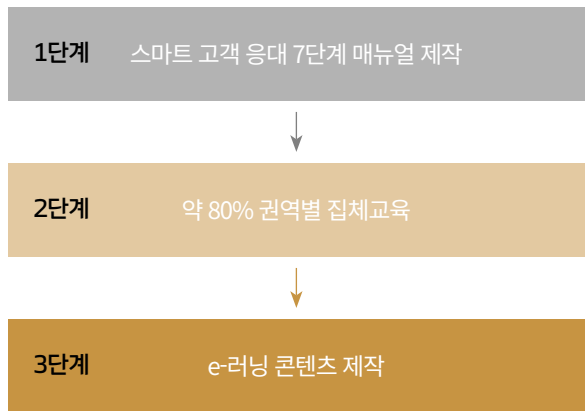 1단계 스마트 고객 응대 7단계 매뉴얼 제작
2단계 약 80% 권역별 집체교육
3단계 e-러닝 콘텐츠 제작